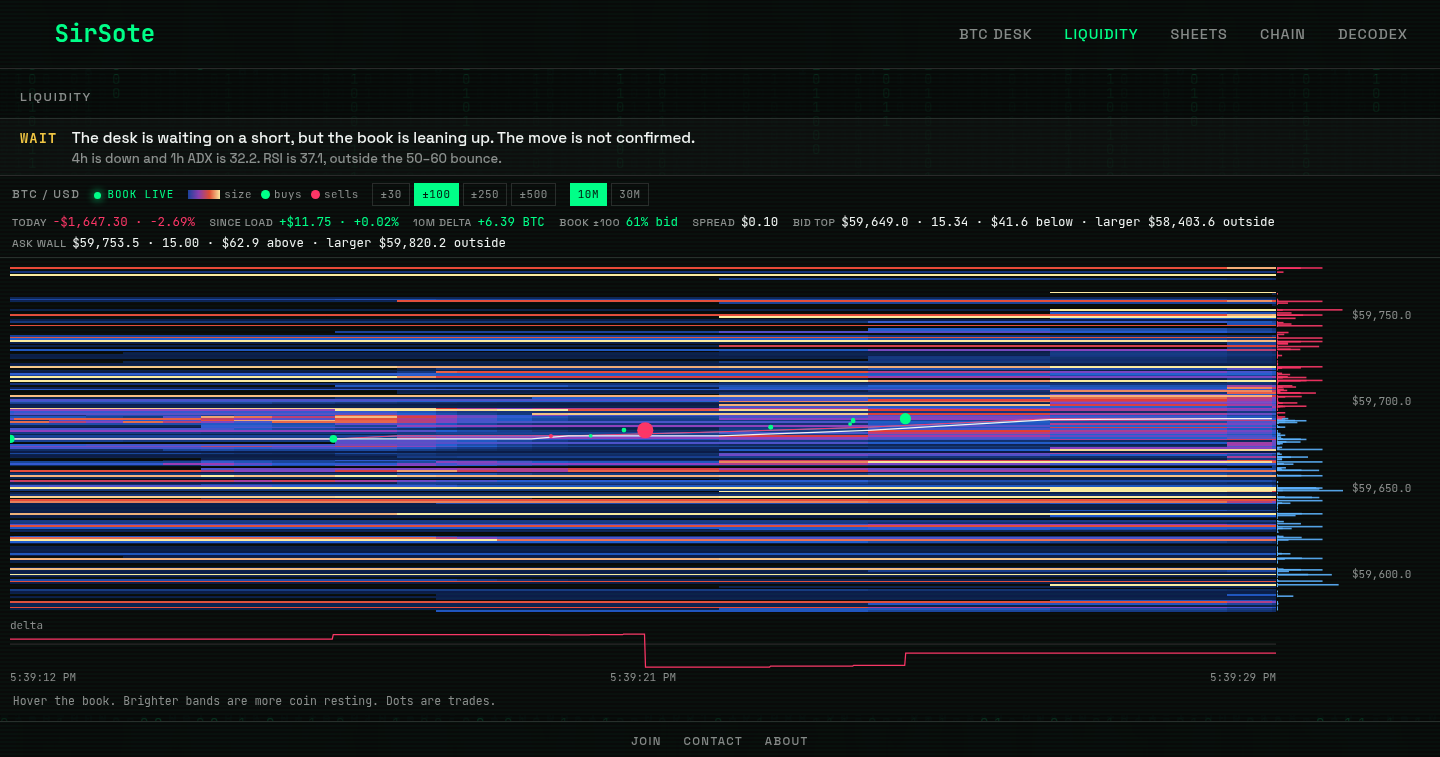 SirSote
BTC DESK LIQUIDITY SHEETS CHAIN DECODEX
LIQUIDITY
WAIT The desk is waiting on a short, but the book is leaning up. The move is not confirmed.
4h is down and 1h ADX is 32.2. RSI is 37.1, outside the 50–60 bounce.
BTC / USD BOOK LIVE size buys sells ±30 ±100 ±250 ±500 10M 30M
TODAY -$1,647.30 · -2.69% SINCE LOAD +$11.75 · +0.02% 10M DELTA +6.39 BTC BOOK ±100 61% bid SPREAD $0.10 BID TOP $59,649.0 · 15.34 · $41.6 below · larger $58,403.6 outside
ASK WALL $59,753.5 · 15.00 · $62.9 above · larger $59,820.2 outside
$59,750.0
$59,700.0
$59,650.0
$59,600.0
delta
5:39:12 PM 5:39:21 PM 5:39:29 PM
Hover the book. Brighter bands are more coin resting. Dots are trades.
JOIN CONTACT ABOUT